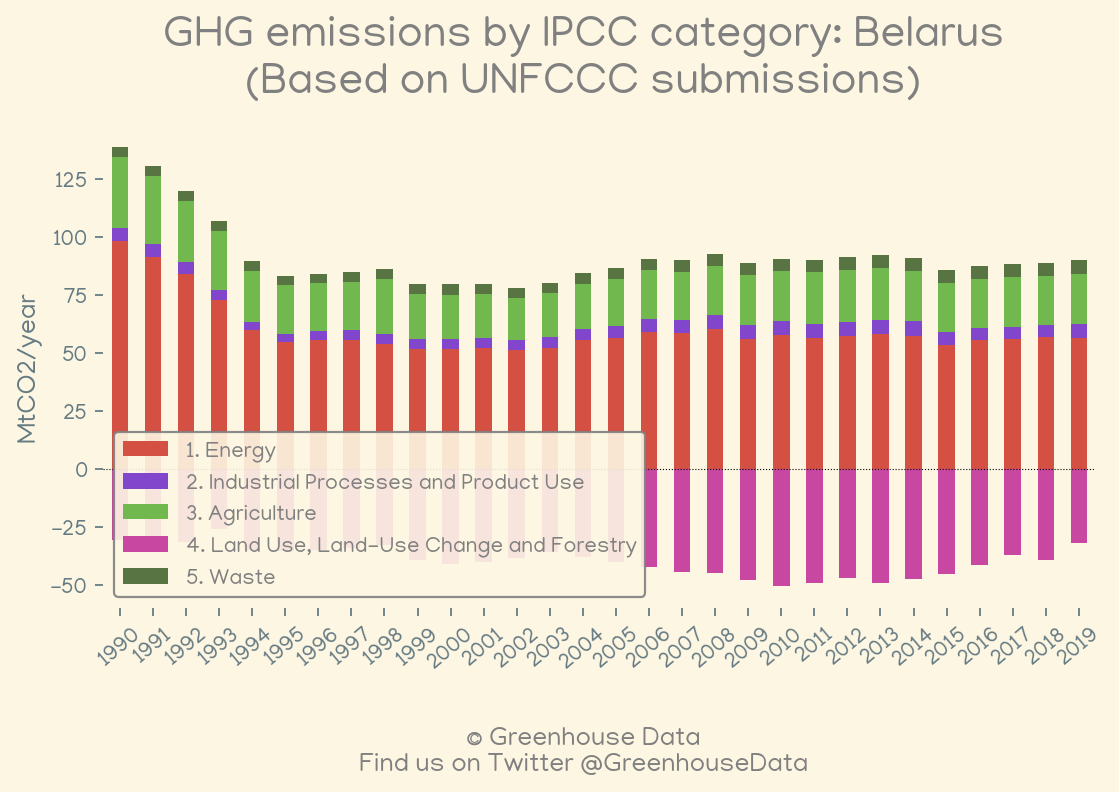 GHG emissions by IPCC category: Belarus
(Based on UNFCCC submissions)
MtCO2/year
125
100
75
50
25
0
−25
−50
1. Energy
2. Industrial Processes and Product Use
3. Agriculture
4. Land Use, Land-Use Change and Forestry
5. Waste
1990 1991 1992 1993 1994 1995 1996 1997 1998 1999 2000 2001 2002 2003 2004 2005 2006 2007 2008 2009 2010 2011 2012 2013 2014 2015 2016 2017 2018 2019
© Greenhouse Data
Find us on Twitter @GreenhouseData